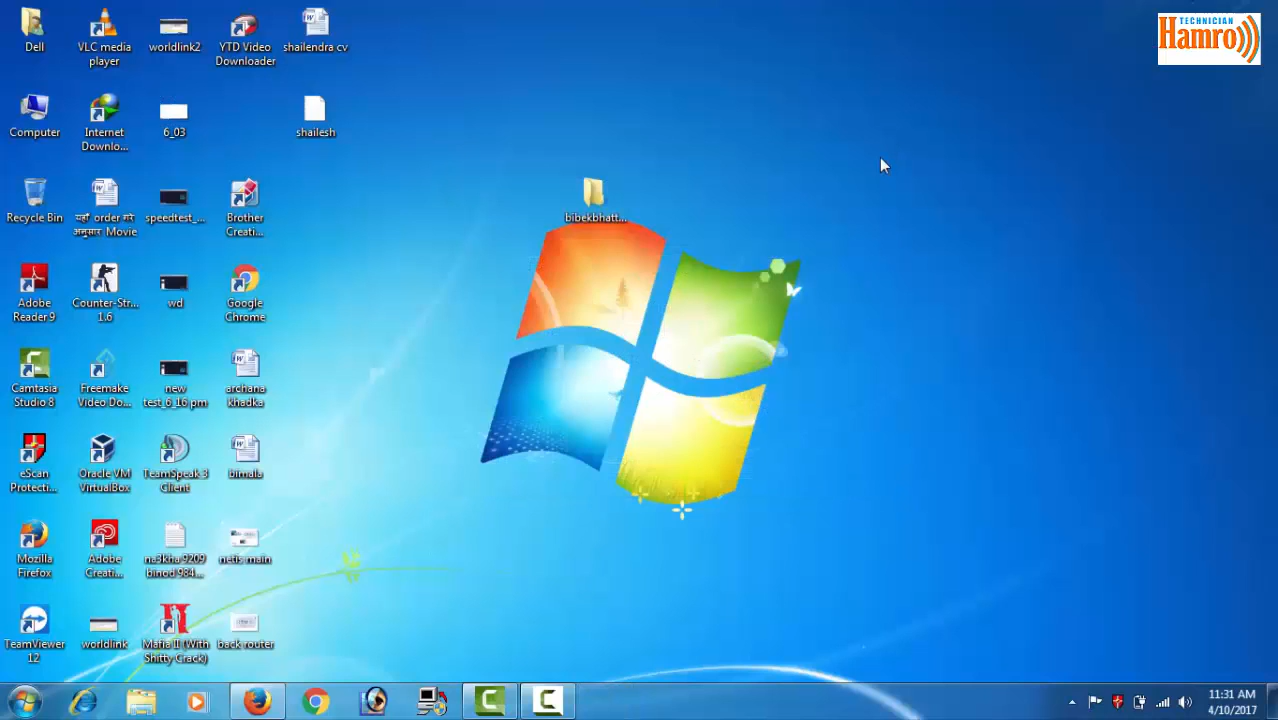 TECHNICIAN
Hamro
Dell
VLC media
player
worldlink2
YTD Video
Downloader
shailendra cv
Computer
Internet
Downlo...
6_03
shailesh
Recycle Bin
यहाँ order गरे
अनुसार Movie
speedtest_...
Brother
Creati...
bibekbhatt...
Adobe
Reader 9
Counter-Str...
1.6
wd
Google
Chrome
Camtasia
Studio 8
Freemake
Video Do...
new
test_6_16 pm
archana
khadka
eScan
Protecti...
Oracle VM
VirtualBox
TeamSpeak 3
Client
bimala
Mozilla
Firefox
Adobe
Creati...
na3kha 9209
binod 984...
netis main
TeamViewer
12
worldlink
Mafia II (With
Shitty Crack)
back router
11:31 AM
4/10/2017